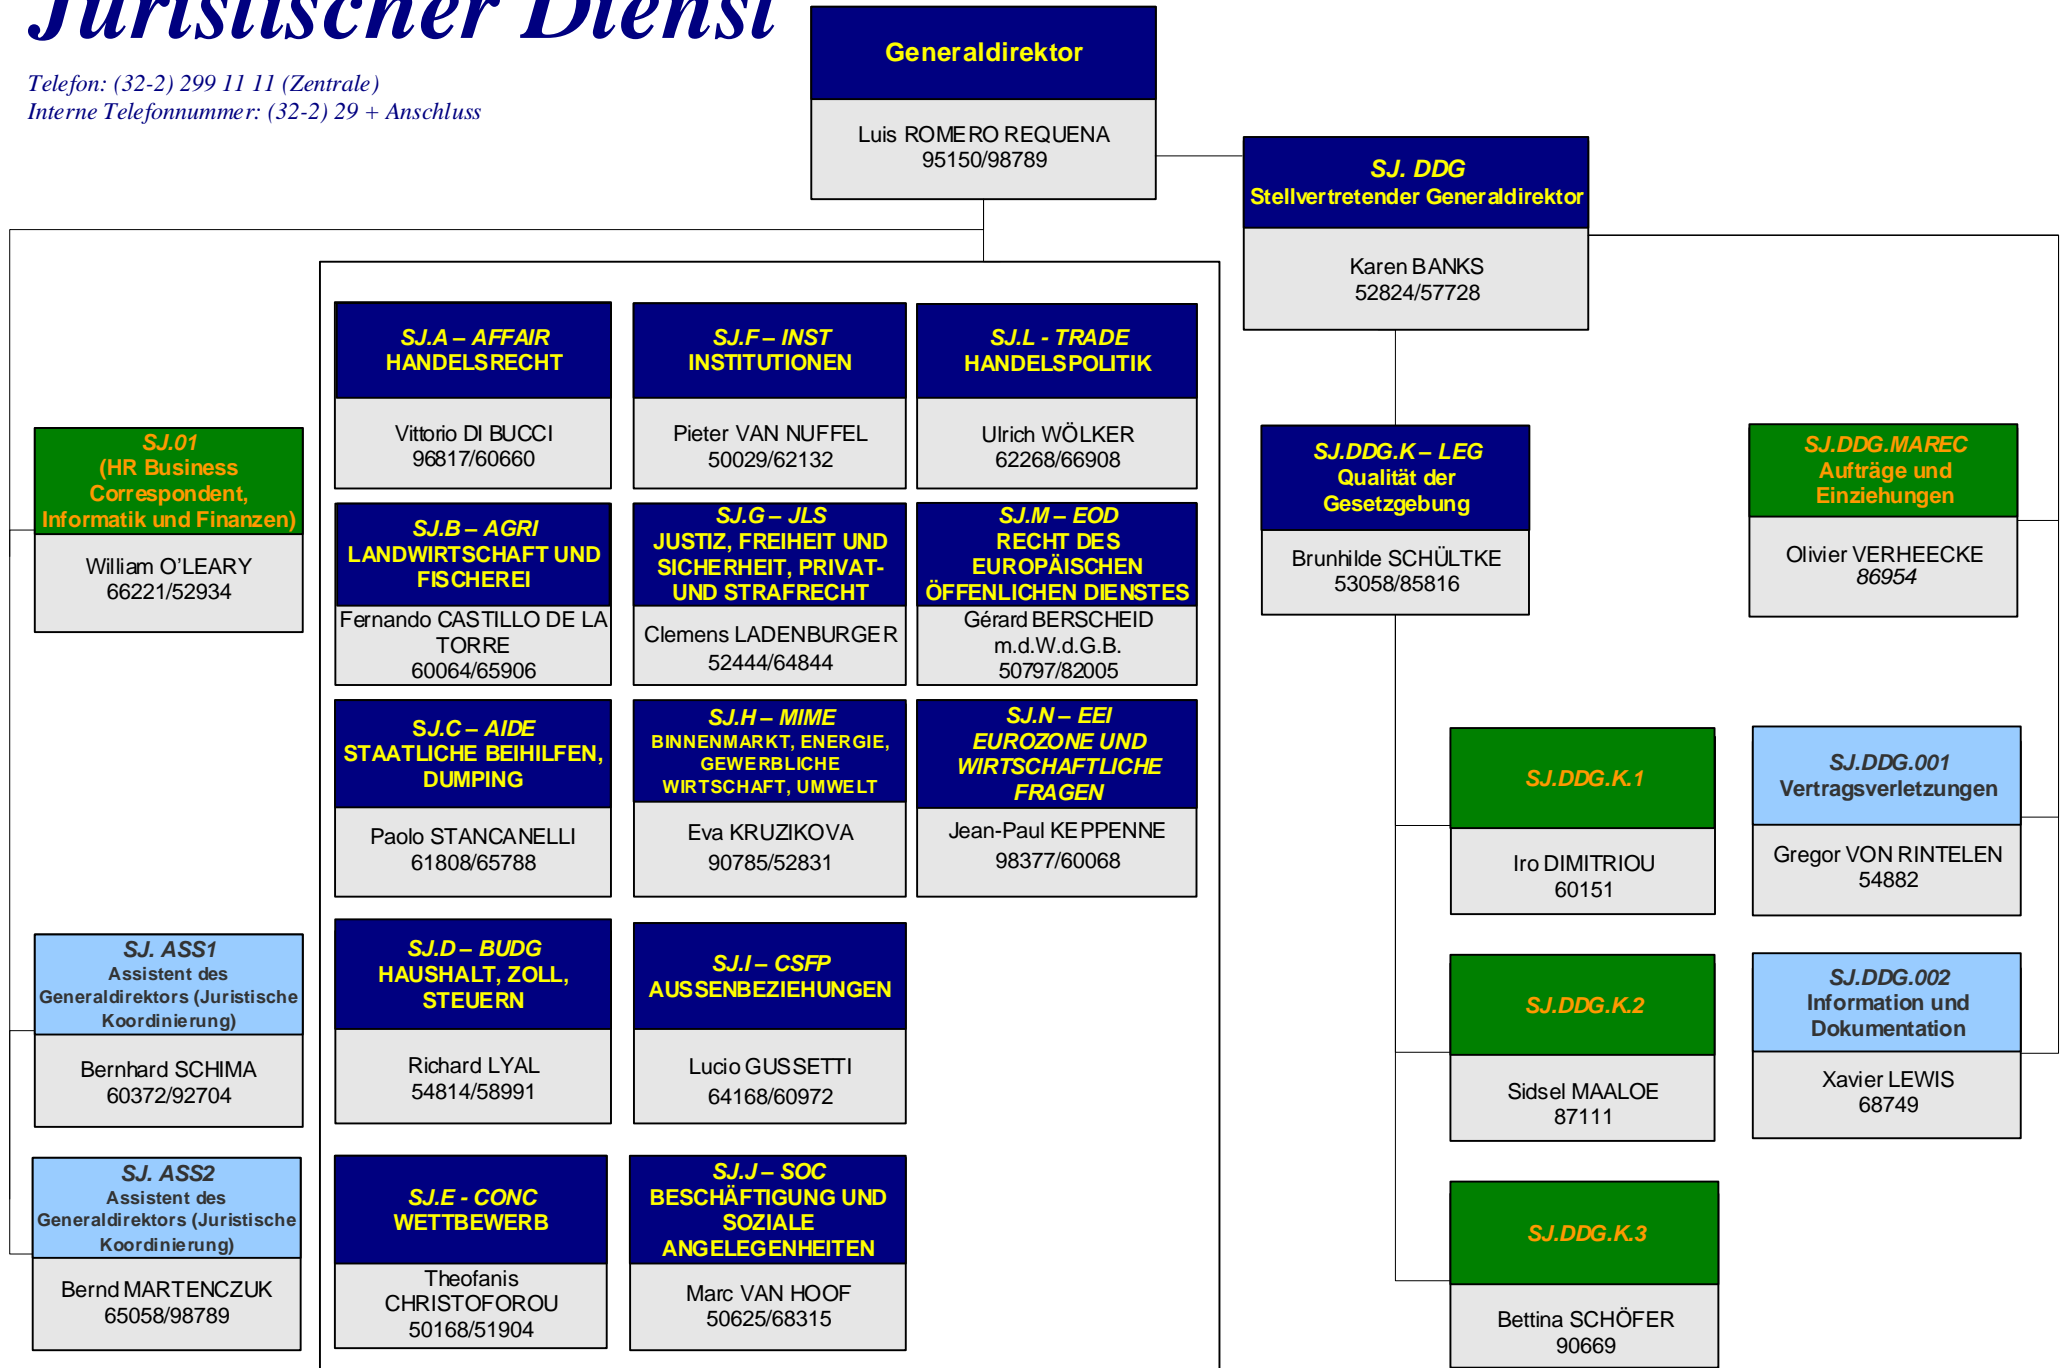 Juristischer Dienst
Telefon: (32-2) 299 11 11 (Zentrale)
Interne Telefonnummer: (32-2) 29 + Anschluss
Generaldirektor
Luis ROMERO REQUENA
95150/98789
SJ. DDG
Stellvertretender Generaldirektor
Karen BANKS
52824/57728
SJ.01
(HR Business
Correspondent,
Informatik und Finanzen)
William O'LEARY
66221/52934
SJ. ASS1
Assistent des
Generaldirektors (Juristische
Koordinierung)
Bernhard SCHIMA
60372/92704
SJ. ASS2
Assistent des
Generaldirektors (Juristische
Koordinierung)
Bernd MARTENCZUK
65058/98789
SJ.A – AFFAIR
HANDELSRECHT
Vittorio DI BUCCI
96817/60660
SJ.B – AGRI
LANDWIRTSCHAFT UND
FISCHEREI
Fernando CASTILLO DE LA
TORRE
60064/65906
SJ.C – AIDE
STAATLICHE BEIHILFEN,
DUMPING
Paolo STANCANELLI
61808/65788
SJ.D – BUDG
HAUSHALT, ZOLL,
STEUERN
Richard LYAL
54814/58991
SJ.E - CONC
WETTBEWERB
Theofanis
CHRISTOFOROU
50168/51904
SJ.F – INST
INSTITUTIONEN
Pieter VAN NUFFEL
50029/62132
SJ.G – JLS
JUSTIZ, FREIHEIT UND
SICHERHEIT, PRIVAT-
UND STRAFRECHT
Clemens LADENBURGER
52444/64844
SJ.H – MIME
BINNENMARKT, ENERGIE,
GEWERBLICHE
WIRTSCHAFT, UMWELT
Eva KRUZIKOVA
90785/52831
SJ.I – CSFP
AUSSENBEZIEHUNGEN
Lucio GUSSETTI
64168/60972
SJ.J – SOC
BESCHÄFTIGUNG UND
SOZIALE
ANGELEGENHEITEN
Marc VAN HOOF
50625/68315
SJ.L - TRADE
HANDELSPOLITIK
Ulrich WÖLKER
62268/66908
SJ.M – EOD
RECHT DES
EUROPÄISCHEN
ÖFFENLICHEN DIENSTES
Gérard BERSCHEID
m.d.W.d.G.B.
50797/82005
SJ.N – EEI
EUROZONE UND
WIRTSCHAFTLICHE
FRAGEN
Jean-Paul KEPPENNE
98377/60068
SJ.DDG.K – LEG
Qualität der
Gesetzgebung
Brunhilde SCHÜLTKE
53058/85816
SJ.DDG.K.1
Iro DIMITRIOU
60151
SJ.DDG.K.2
Sidsel MAALOE
87111
SJ.DDG.K.3
Bettina SCHÖFER
90669
SJ.DDG.MAREC
Aufträge und
Einziehungen
Olivier VERHEECKE
86954
SJ.DDG.001
Vertragsverletzungen
Gregor VON RINTELEN
54882
SJ.DDG.002
Information und
Dokumentation
Xavier LEWIS
68749